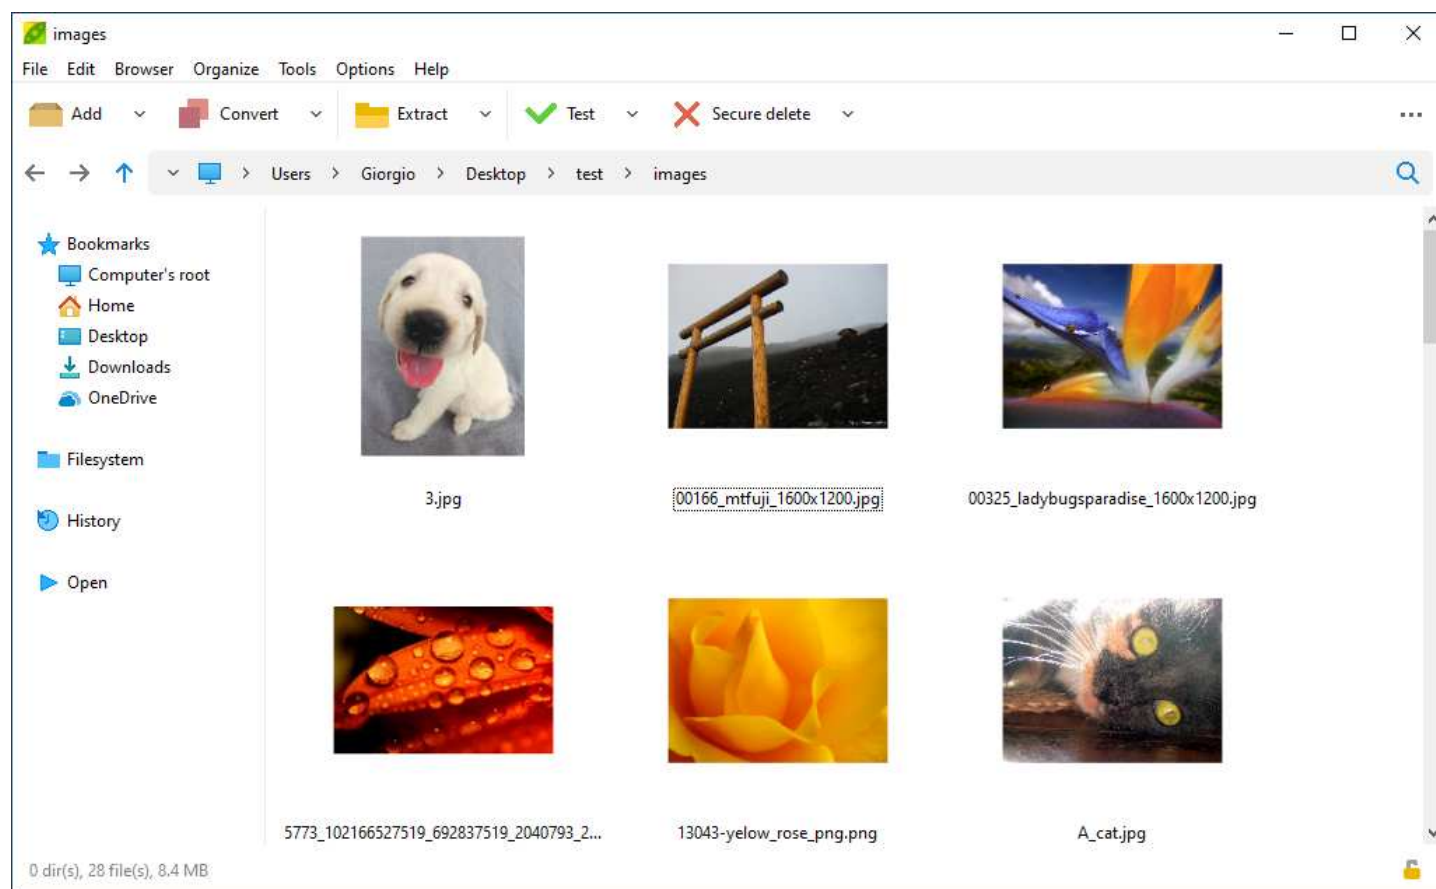 images
File Edit Browser Organize Tools Options Help
Add Convert Extract Test Secure delete
Users > Giorgio > Desktop > test > images
Bookmarks
Computer's root
Home
Desktop
Downloads
OneDrive
Filesystem
History
Open
3.jpg 00166_mtfuji_1600x1200.jpg 00325_ladybugsparadise_1600x1200.jpg
5773_102166527519_692837519_2040793_2... 13043-yelow_rose_png.png A_cat.jpg
0 dir(s), 28 file(s), 8.4 MB